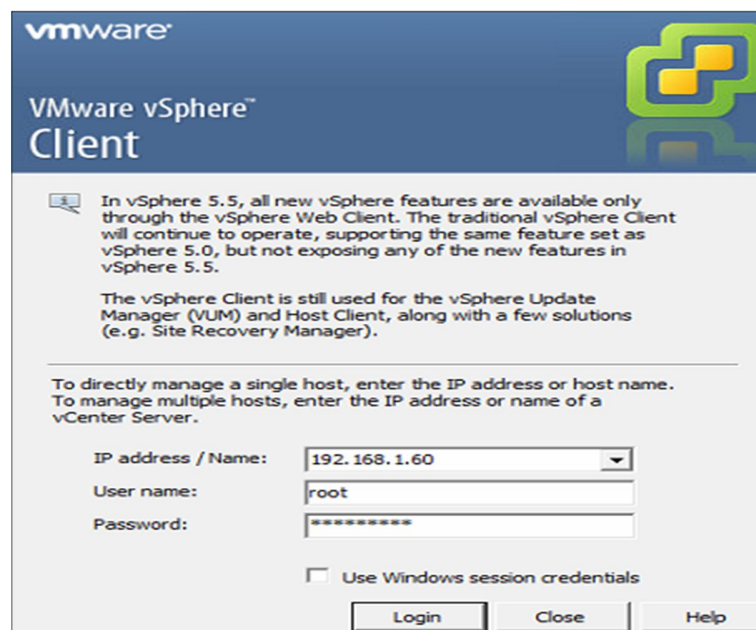 vmware
VMware vSphere™
Client
In vSphere 5.5, all new vSphere features are available only
through the vSphere Web Client. The traditional vSphere Client
will continue to operate, supporting the same feature set as
vSphere 5.0, but not exposing any of the new features in
vSphere 5.5.
The vSphere Client is still used for the vSphere Update
Manager (VUM) and Host Client, along with a few solutions
(e.g. Site Recovery Manager).
To directly manage a single host, enter the IP address or host name.
To manage multiple hosts, enter the IP address or name of a
vCenter Server.
IP address / Name: 192.168.1.60
User name: root
Password: *********
Use Windows session credentials
Login Close Help